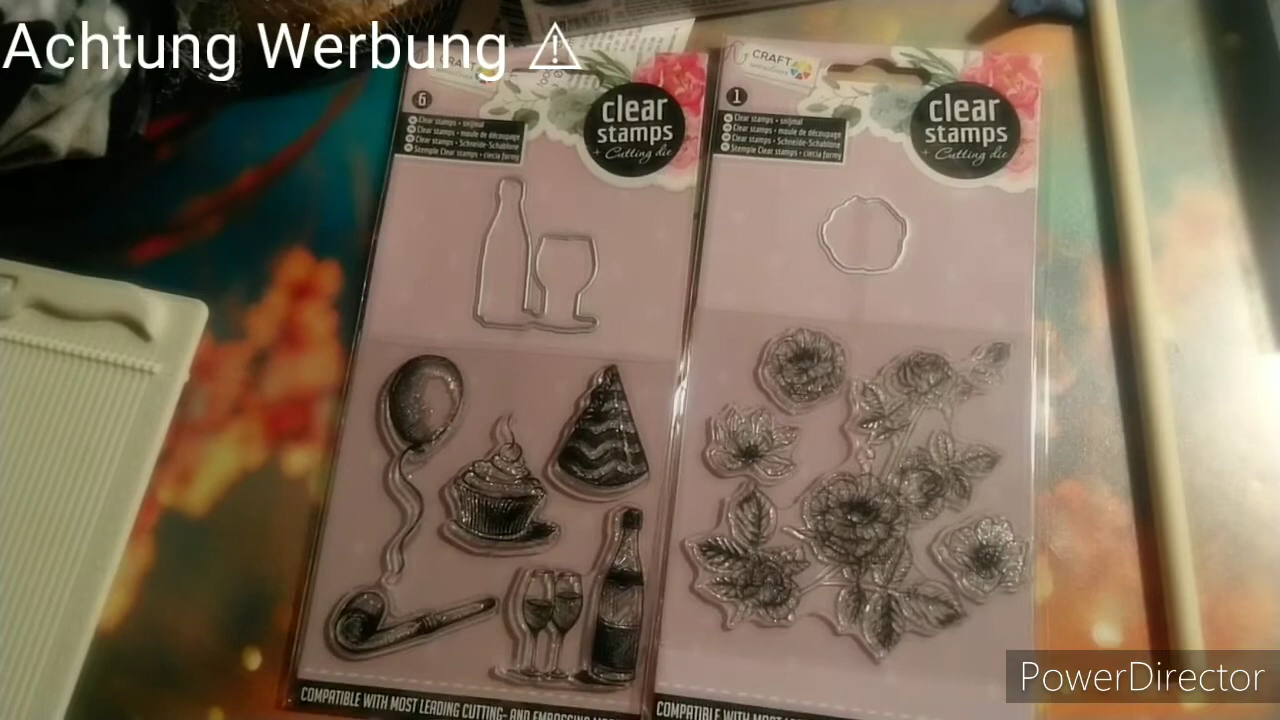 Achtung Werbung ⚠
CRAFT
6
clear
stamps
+ Cutting die
Clear stamps • snijmal
Clear stamps • moule de découpage
Clear stamps • Schneide-Schablone
Stemple Clear stamps • ciecia formy
COMPATIBLE WITH MOST LEADING CUTTING- AND EMBOSSING
CRAFT
sensations
1
clear
stamps
+ Cutting die
Clear stamps • snijmal
Clear stamps • moule de découpage
Clear stamps • Schneide-Schablone
Stemple Clear stamps • ciecia formy
COMPATIBLE WITH MOST
PowerDirector